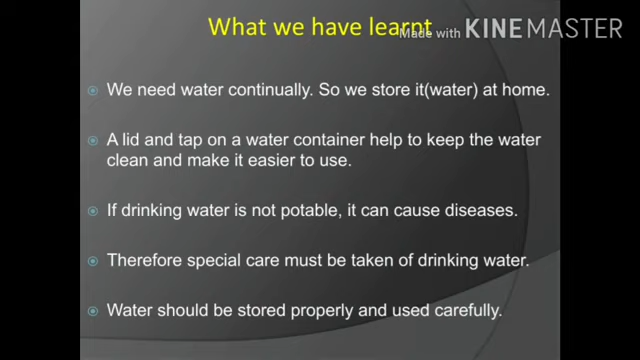 What we have learnt
Made with KINEMASTER
We need water continually. So we store it(water) at home.
A lid and tap on a water container help to keep the water
clean and make it easier to use.
If drinking water is not potable, it can cause diseases.
Therefore special care must be taken of drinking water.
Water should be stored properly and used carefully.